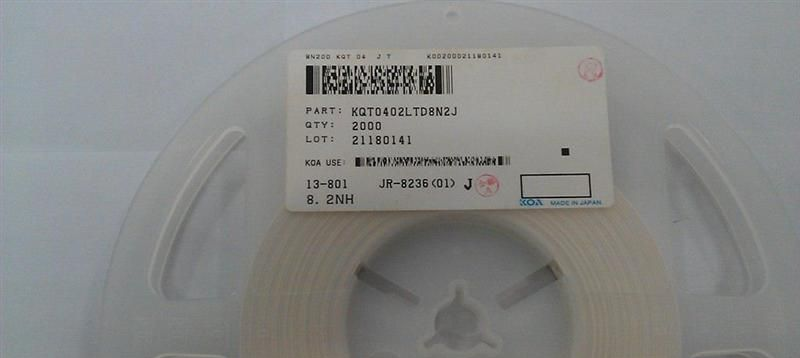 8N200 KQT 04 J T K00200021180141
PART: KQT0402LTD8N2J
QTY: 2000
LOT: 21180141
KOA USE:
13-801 JR-8236(01) J
8.2NH
KOA MADE IN JAPAN